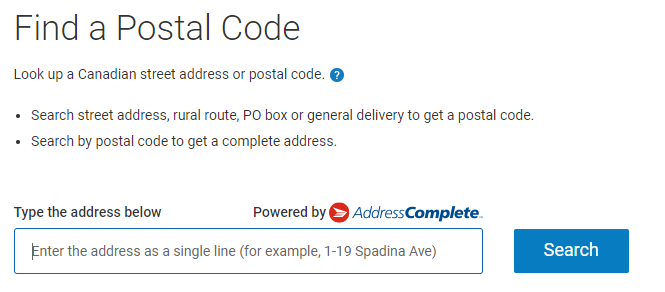 Find a Postal Code
Look up a Canadian street address or postal code. ?
• Search street address, rural route, PO box or general delivery to get a postal code.
• Search by postal code to get a complete address.
Type the address below Powered by AddressComplete™
Enter the address as a single line (for example, 1-19 Spadina Ave) Search